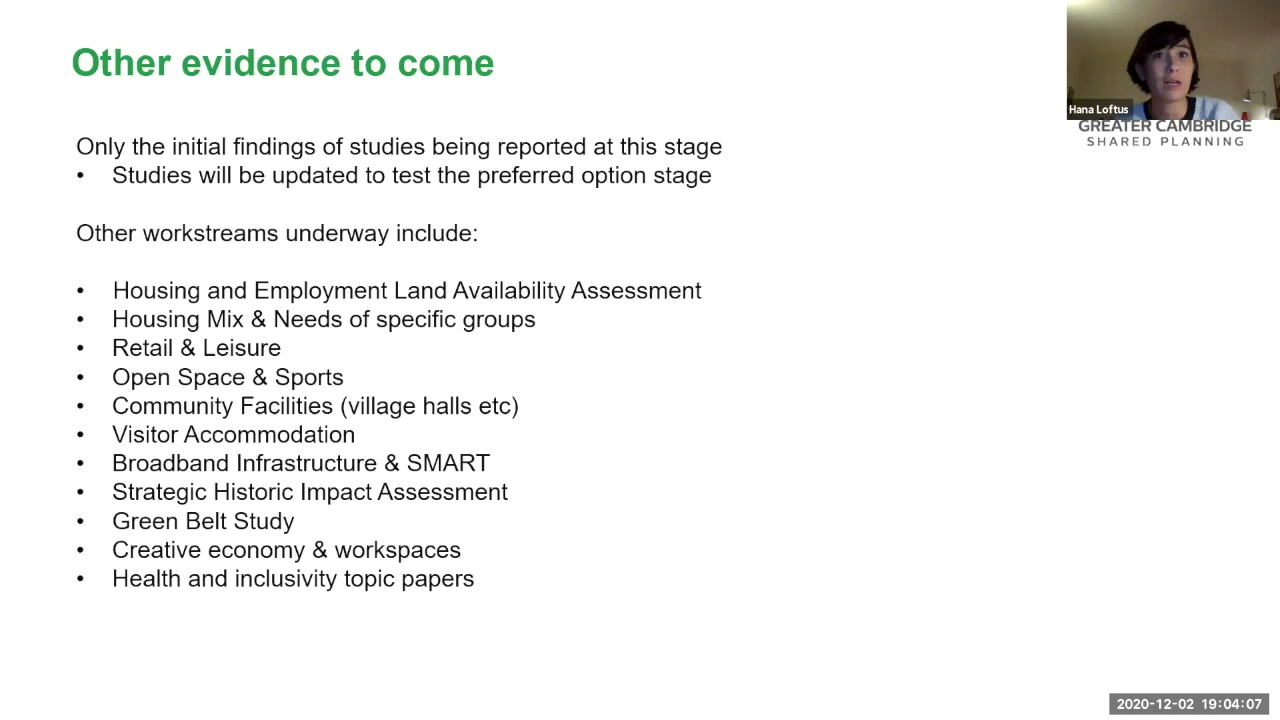 Other evidence to come
Hana Loftus
GREATER CAMBRIDGE
SHARED PLANNING
Only the initial findings of studies being reported at this stage
• Studies will be updated to test the preferred option stage
Other workstreams underway include:
• Housing and Employment Land Availability Assessment
• Housing Mix & Needs of specific groups
• Retail & Leisure
• Open Space & Sports
• Community Facilities (village halls etc)
• Visitor Accommodation
• Broadband Infrastructure & SMART
• Strategic Historic Impact Assessment
• Green Belt Study
• Creative economy & workspaces
• Health and inclusivity topic papers
2020-12-02 19:04:07